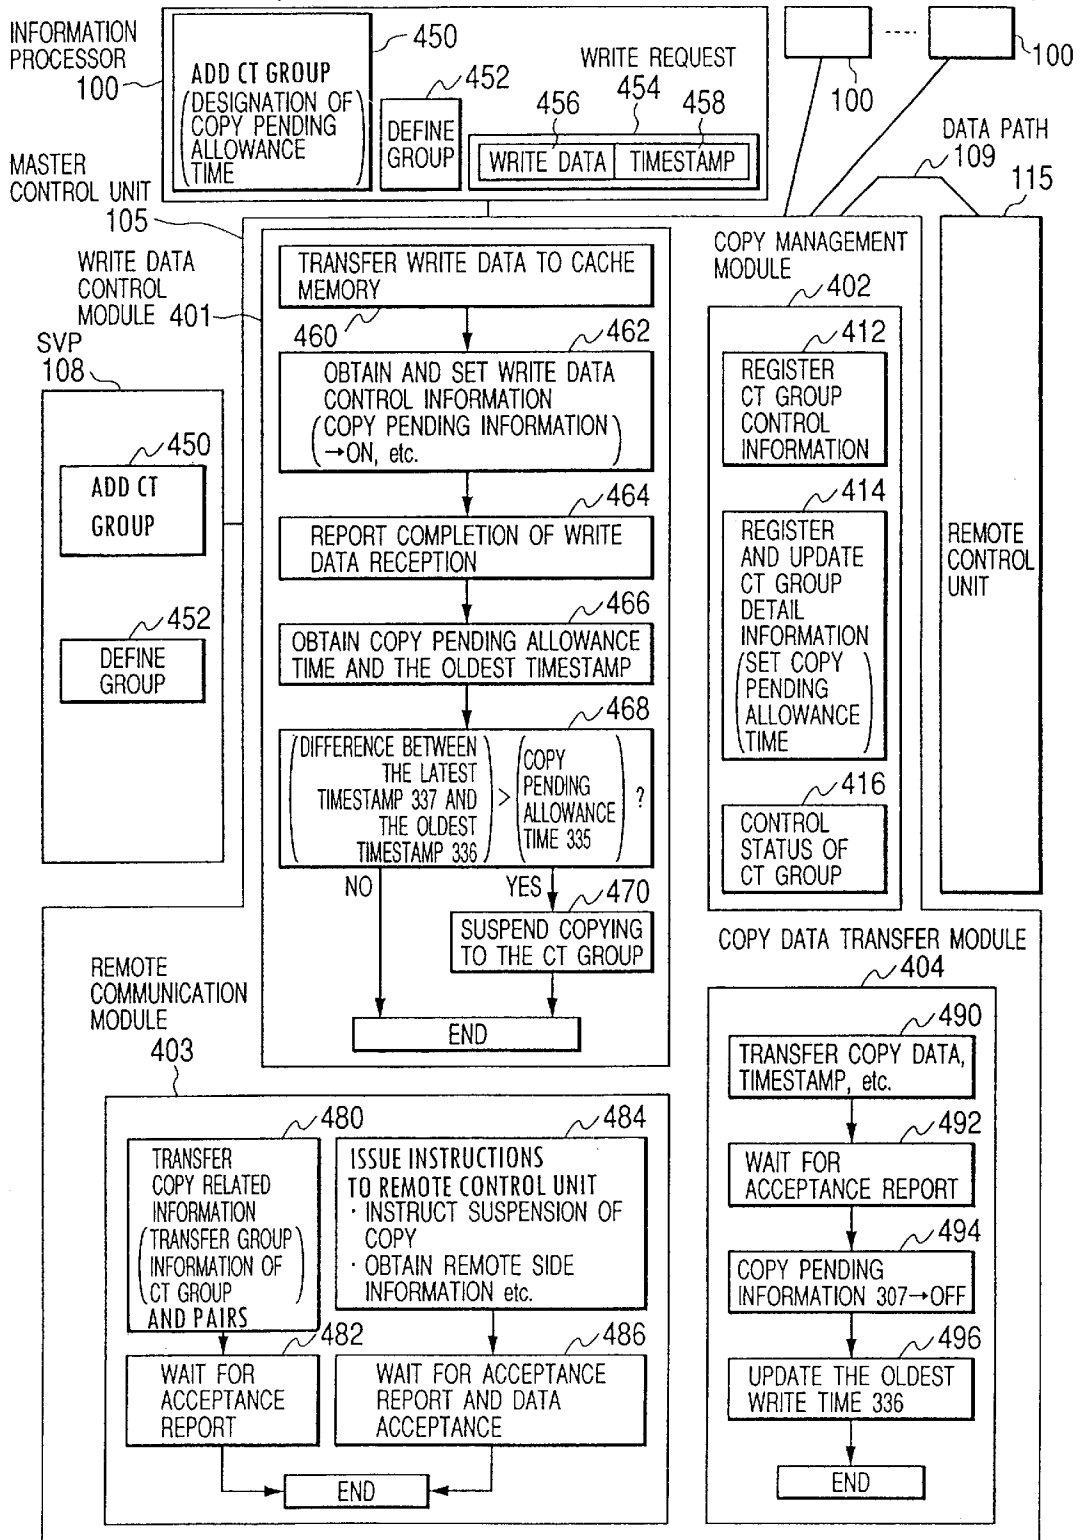 INFORMATION
PROCESSOR
100
450
ADD CT GROUP
DESIGNATION OF
COPY PENDING
ALLOWANCE
TIME
452
DEFINE
GROUP
WRITE REQUEST
454
456
458
WRITE DATA
TIMESTAMP
100
100
DATA PATH
109
115
REMOTE
CONTROL
UNIT
MASTER
CONTROL UNIT
105
WRITE DATA
CONTROL
MODULE 401
SVP
108
450
ADD CT
GROUP
452
DEFINE
GROUP
TRANSFER WRITE DATA TO CACHE
MEMORY
460
462
OBTAIN AND SET WRITE DATA
CONTROL INFORMATION
(COPY PENDING INFORMATION
→ON, etc.)
464
REPORT COMPLETION OF WRITE
DATA RECEPTION
466
OBTAIN COPY PENDING ALLOWANCE
TIME AND THE OLDEST TIMESTAMP
468
(DIFFERENCE BETWEEN
THE LATEST
TIMESTAMP 337 AND
THE OLDEST
TIMESTAMP 336)
>
(COPY
PENDING
ALLOWANCE
TIME 335)
?
NO
YES
470
SUSPEND COPYING
TO THE CT GROUP
END
COPY MANAGEMENT
MODULE
402
412
REGISTER
CT GROUP
CONTROL
INFORMATION
414
REGISTER
AND UPDATE
CT GROUP
DETAIL
INFORMATION
(SET COPY
PENDING
ALLOWANCE
TIME)
416
CONTROL
STATUS OF
CT GROUP
REMOTE
COMMUNICATION
MODULE
403
480
TRANSFER
COPY RELATED
INFORMATION
(TRANSFER GROUP
INFORMATION OF
CT GROUP)
AND PAIRS
482
WAIT FOR
ACCEPTANCE
REPORT
484
ISSUE INSTRUCTIONS
TO REMOTE CONTROL UNIT
· INSTRUCT SUSPENSION OF
COPY
· OBTAIN REMOTE SIDE
INFORMATION etc.
486
WAIT FOR ACCEPTANCE
REPORT AND DATA
ACCEPTANCE
END
COPY DATA TRANSFER MODULE
404
490
TRANSFER COPY DATA,
TIMESTAMP, etc.
492
WAIT FOR
ACCEPTANCE REPORT
494
COPY PENDING
INFORMATION 307→OFF
496
UPDATE THE OLDEST
WRITE TIME 336
END